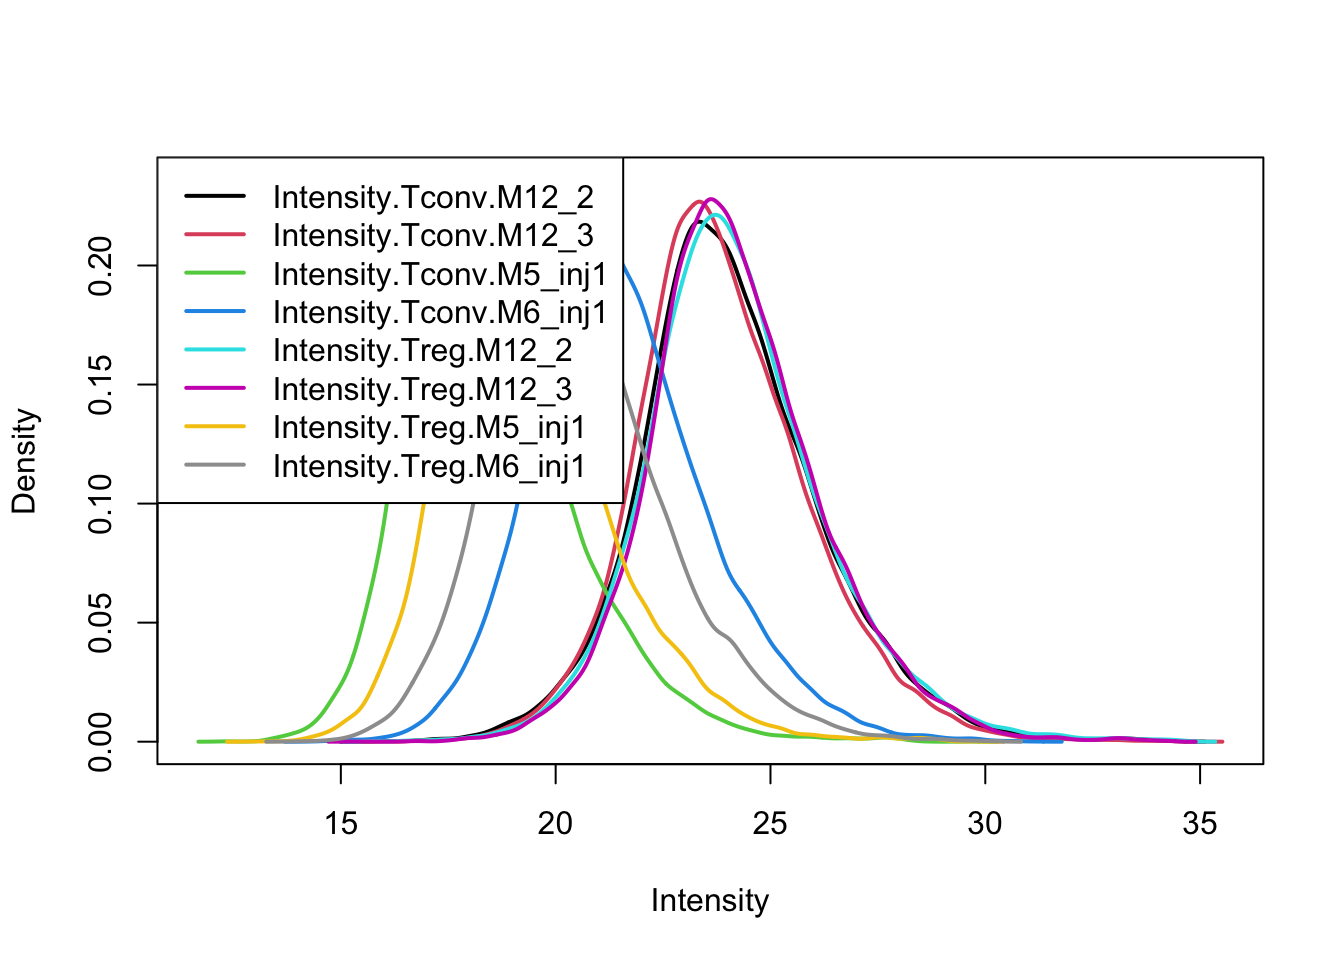 Intensity.Tconv.M12_2
Intensity.Tconv.M12_3
Intensity.Tconv.M5_inj1
Intensity.Tconv.M6_inj1
Intensity.Treg.M12_2
Intensity.Treg.M12_3
Intensity.Treg.M5_inj1
Intensity.Treg.M6_inj1
Density
0.20
0.15
0.10
0.05
0.00
15 20 25 30 35
Intensity